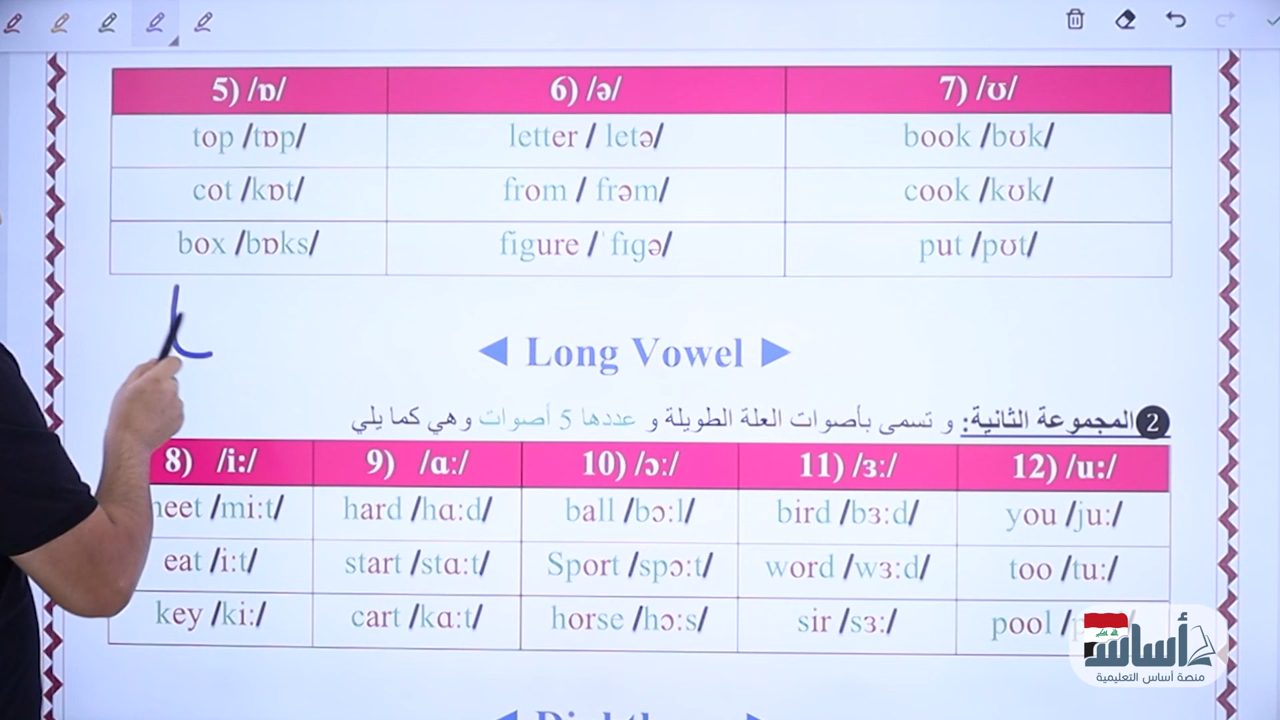 5) /ɒ/ 6) /ə/ 7) /ʊ/
top /tɒp/ letter / letə/ book /bʊk/
cot /kɒt/ from / frəm/ cook /kʊk/
box /bɒks/ figure /ˈfɪɡə/ put /pʊt/
Long Vowel
2 المجموعة الثانية: و تسمى بأصوات العلة الطويلة و عددها 5 أصوات وهي كما يلي
8) /i:/ 9) /ɑ:/ 10) /ɔ:/ 11) /ɜ:/ 12) /u:/
/mi:t/ hard /hɑ:d/ ball /bɔ:l/ bird /bɜ:d/ you /ju:/
eat /i:t/ start /stɑ:t/ Sport /spɔ:t/ word /wɜ:d/ too /tu:/
key /ki:/ cart /kɑ:t/ horse /hɔ:s/ sir /sɜ:/ pool
أساس
منصة أساس التعليمية